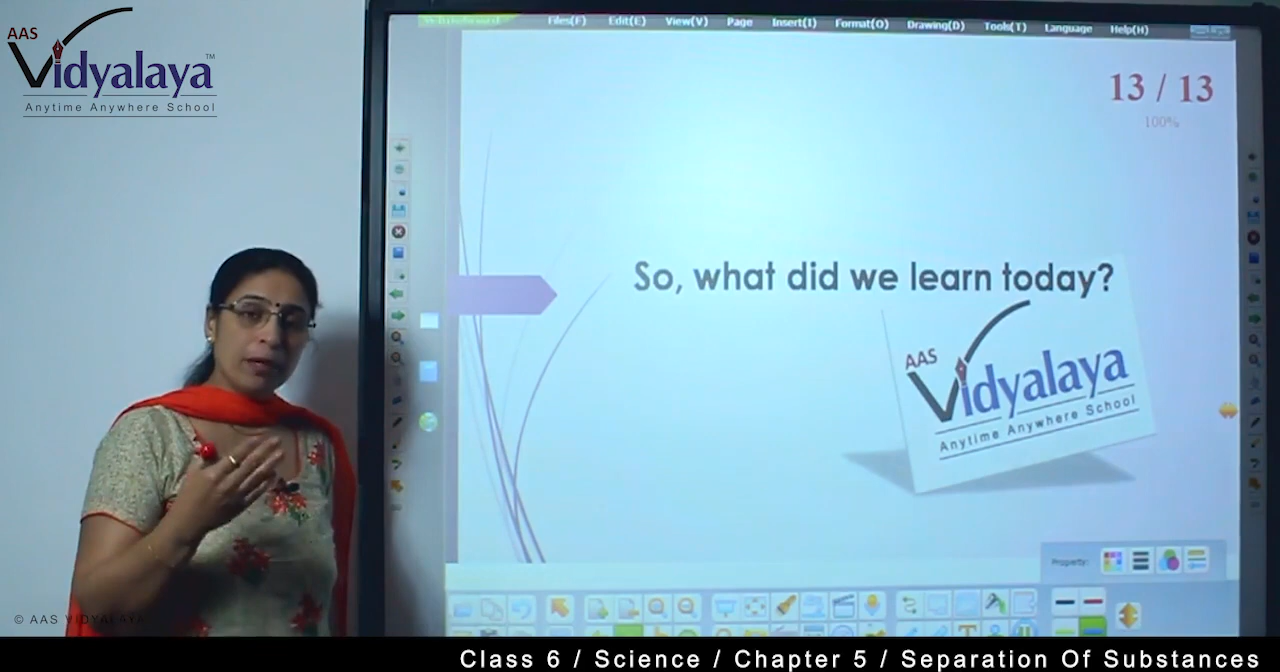 AAS
Vidyalaya™
Anytime Anywhere School
Files(F) Edit(E) View(V) Page Insert(I) Format(O) Drawing(D) Tools(T) Language Help(H)
13 / 13
100%
So, what did we learn today?
AAS
Vidyalaya
Anytime Anywhere School
Property:
© AAS VIDYALAYA
Class 6 / Science / Chapter 5 / Separation Of Substances